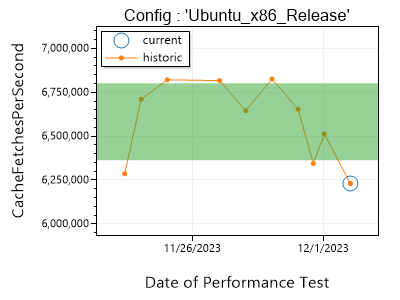 Config : 'Ubuntu_x86_Release'
current
historic
CacheFetchesPerSecond
7,000,000
6,750,000
6,500,000
6,250,000
6,000,000
11/26/2023
12/1/2023
Date of Performance Test